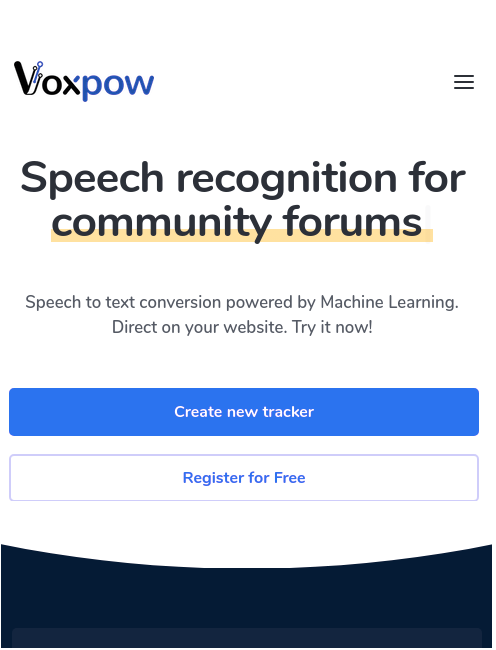 Voxpow
Speech recognition for
community forums
Speech to text conversion powered by Machine Learning.
Direct on your website. Try it now!
Create new tracker
Register for Free